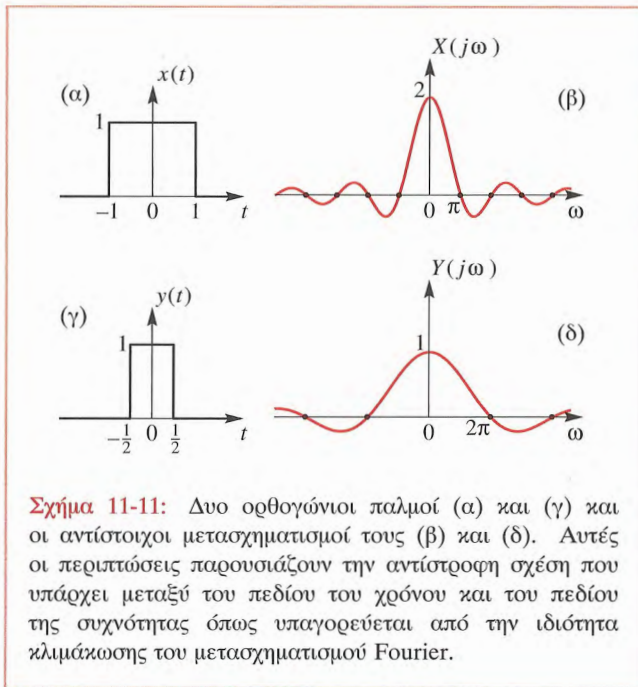 x(t)
X(jω)
(α)
(β)
1
2
−1 0 1 t
0 π ω
y(t)
Y(jω)
(γ)
(δ)
1
1
−1/2 0 1/2 t
0 2π ω
Σχήμα 11-11: Δυο ορθογώνιοι παλμοί (α) και (γ) και
οι αντίστοιχοι μετασχηματισμοί τους (β) και (δ). Αυτές
οι περιπτώσεις παρουσιάζουν την αντίστροφη σχέση που
υπάρχει μεταξύ του πεδίου του χρόνου και του πεδίου
της συχνότητας όπως υπαγορεύεται από την ιδιότητα
κλιμάκωσης του μετασχηματισμού Fourier.